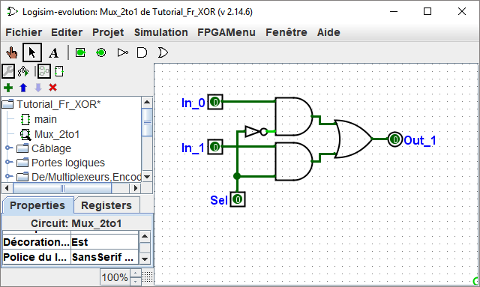 Logisim-evolution: Mux_2to1 de Tutorial_Fr_XOR (v 2.14.6)
Fichier Editer Projet Simulation FPGAMenu Fenêtre Aide
A
Tutorial_Fr_XOR*
main
Mux_2to1
Câblage
Portes logiques
De/Multiplexeurs,Encod
Properties Registers
Circuit: Mux_2to1
Décoration... Est
Police du l... SansSerif ...
100%
In_0 0
In_1 0
Sel 0
0 Out_1